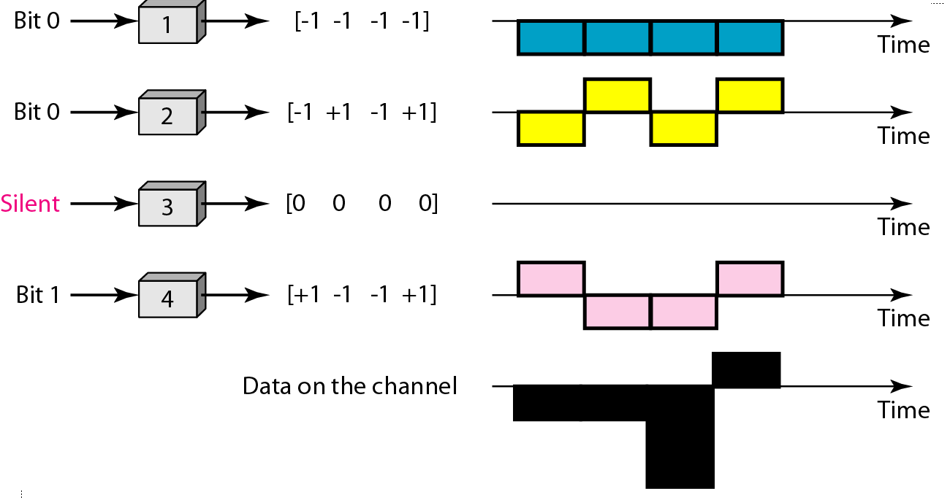 Bit 0 1 [-1 -1 -1 -1]
Time
Bit 0 2 [-1 +1 -1 +1]
Time
Silent 3 [0 0 0 0]
Time
Bit 1 4 [+1 -1 -1 +1]
Time
Data on the channel
Time